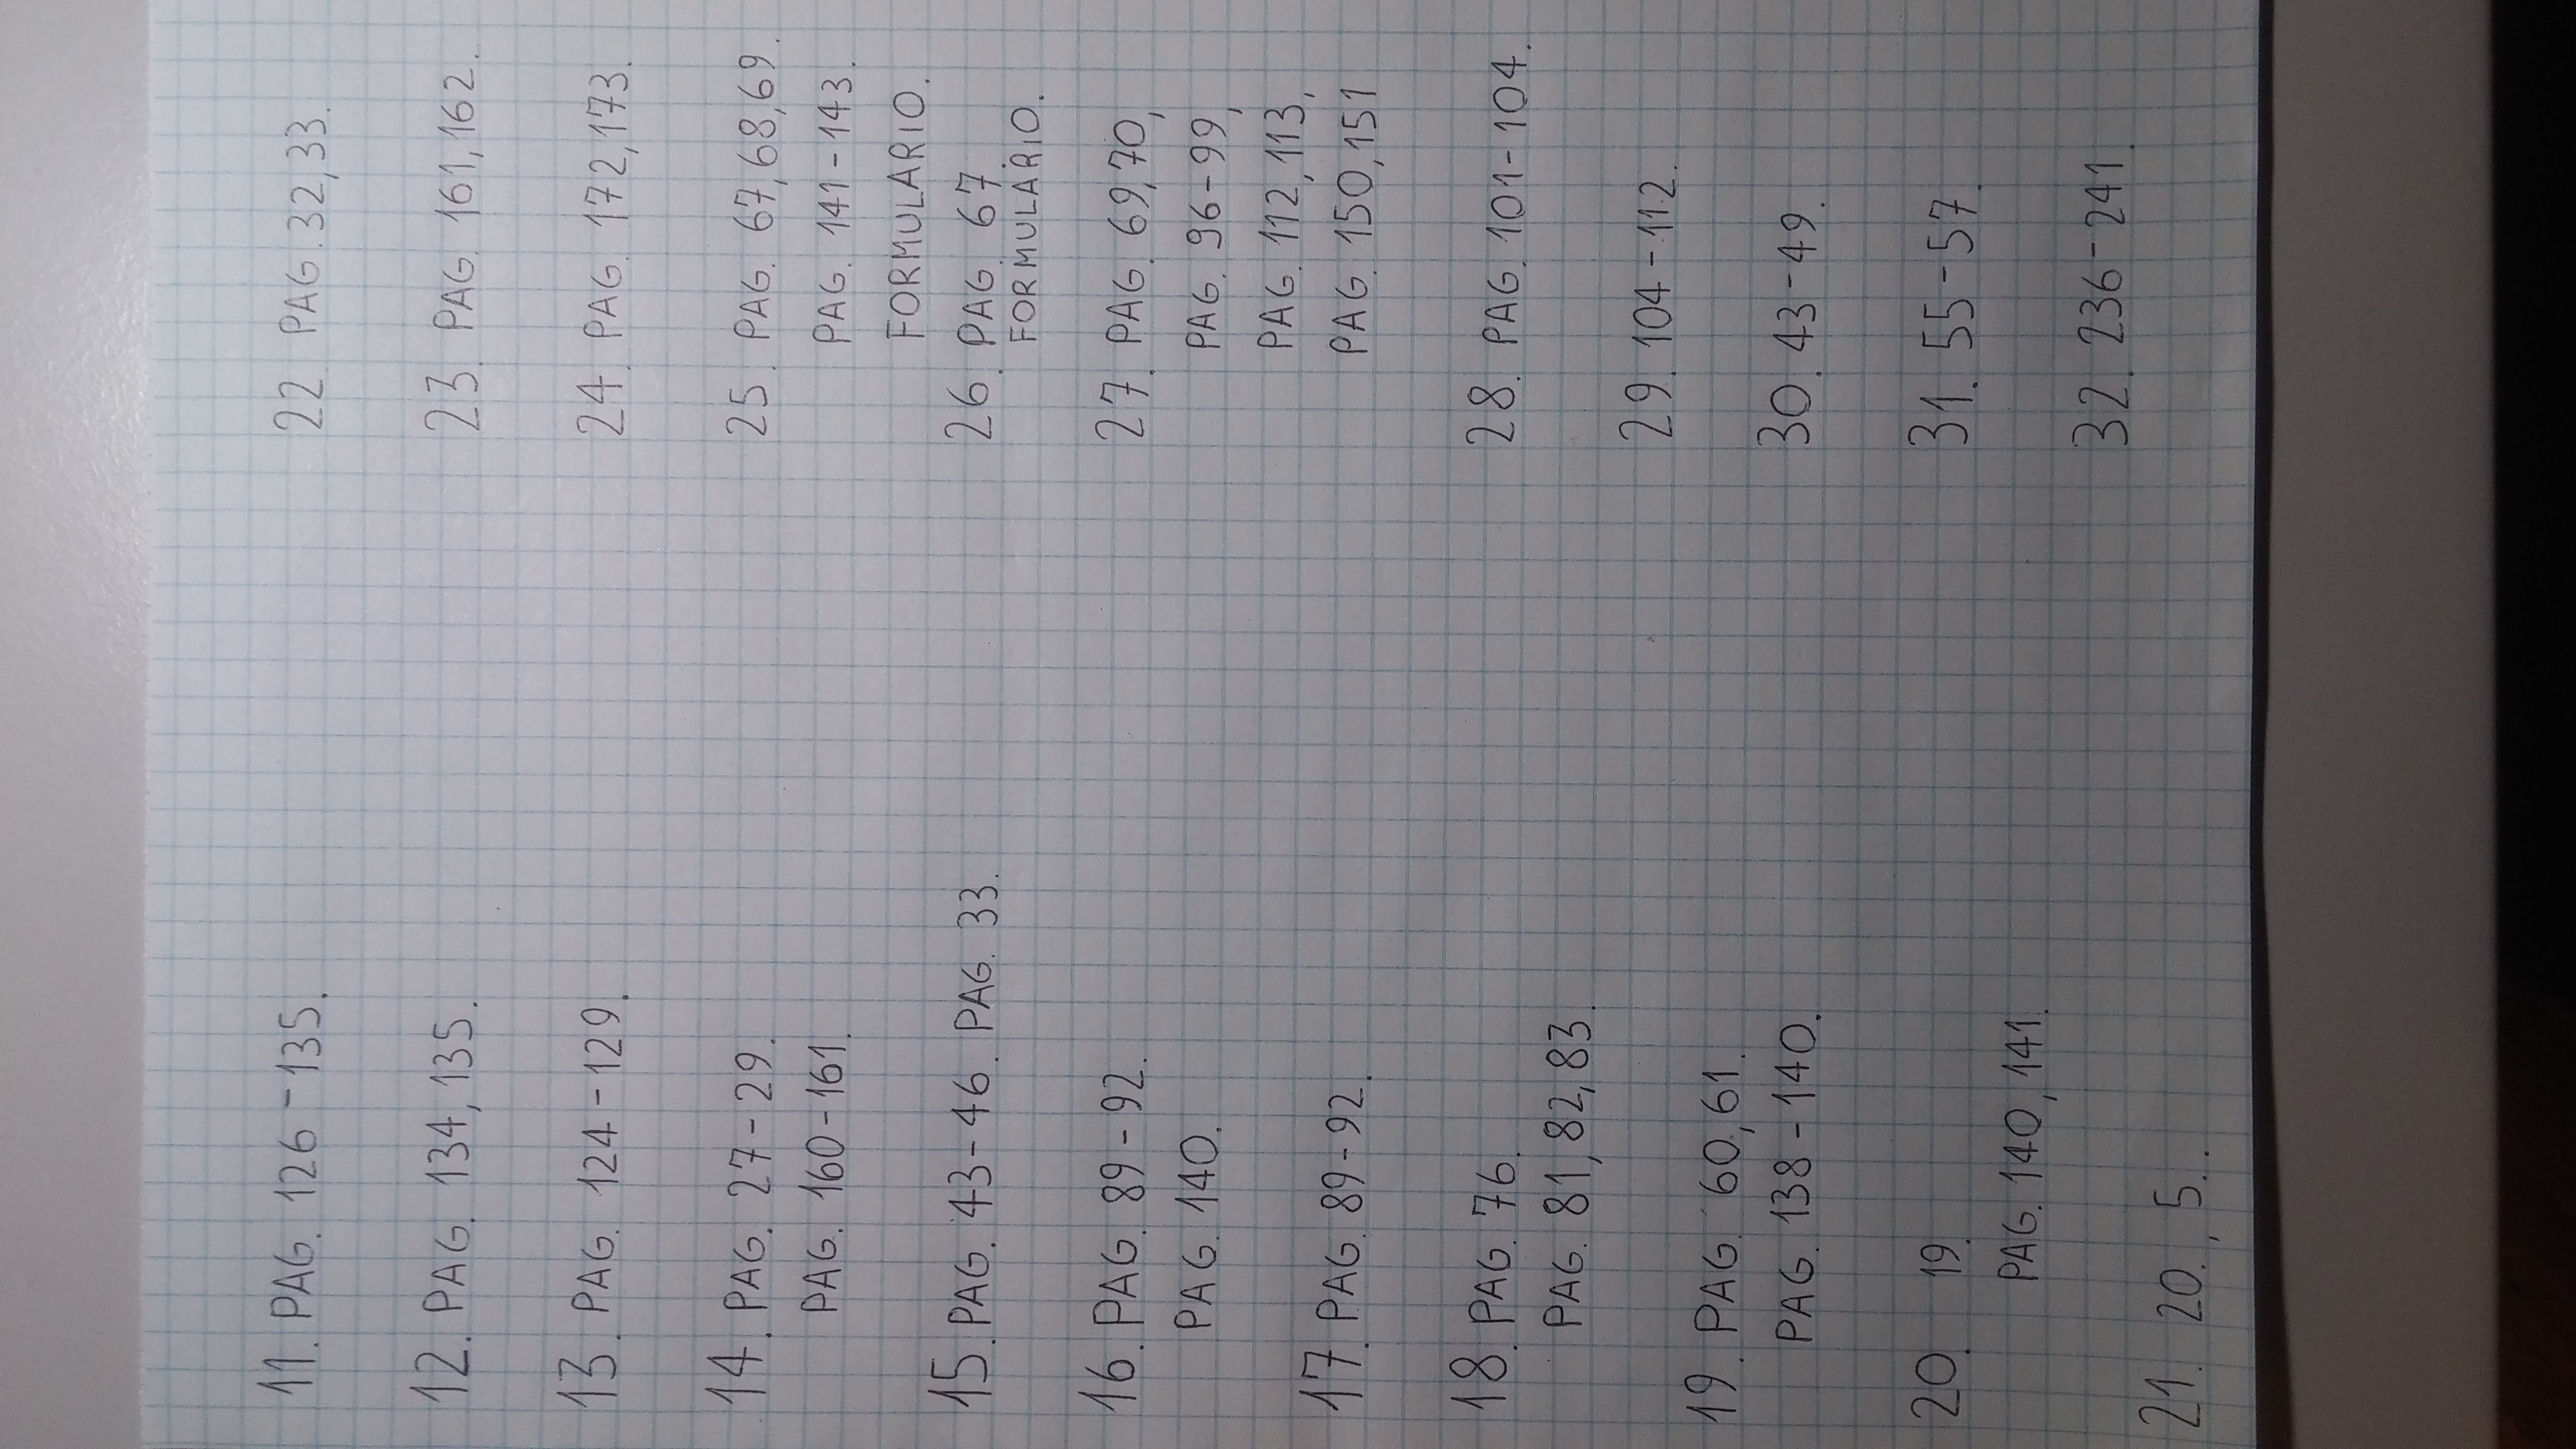 11. PAG. 126-135.
12. PAG. 134, 135.
13. PAG. 124-129.
14. PAG. 27-29.
PAG. 160-161.
15. PAG. 43-46. PAG. 33.
16. PAG. 89-92.
PAG. 140.
17. PAG. 89-92.
18. PAG. 76.
PAG. 81, 82, 83.
19. PAG. 60, 61.
PAG. 138-140.
20. 19.
PAG. 140, 141.
21. 20., 5..
22. PAG. 32, 33.
23. PAG. 161, 162.
24. PAG. 172, 173.
25. PAG. 67, 68, 69.
PAG. 141-143.
FORMULARIO.
26. PAG. 67.
FORMULARIO.
27. PAG. 69, 70,
PAG. 96-99,
PAG. 112, 113,
PAG. 150, 151
28. PAG. 101-104.
29. 104-112.
30. 43-49.
31. 55-57.
32. 236-241.